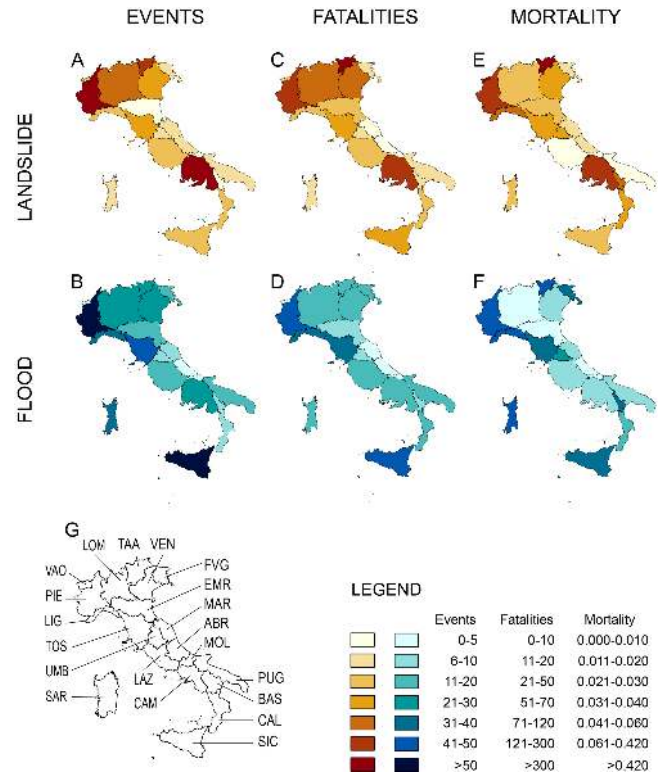 EVENTS FATALITIES MORTALITY
A C E
LANDSLIDE
B D F
FLOOD
G
LOM TAA VEN
VAO FVG
PIE EMR
LIG MAR
TOS ABR
UMB MOL
SAR LAZ CAM PUG
BAS
CAL
SIC
LEGEND
Events Fatalities Mortality
0-5 0-10 0.000-0.010
6-10 11-20 0.011-0.020
11-20 21-50 0.021-0.030
21-30 51-70 0.031-0.040
31-40 71-120 0.041-0.060
41-50 121-300 0.061-0.420
>50 >300 >0.420